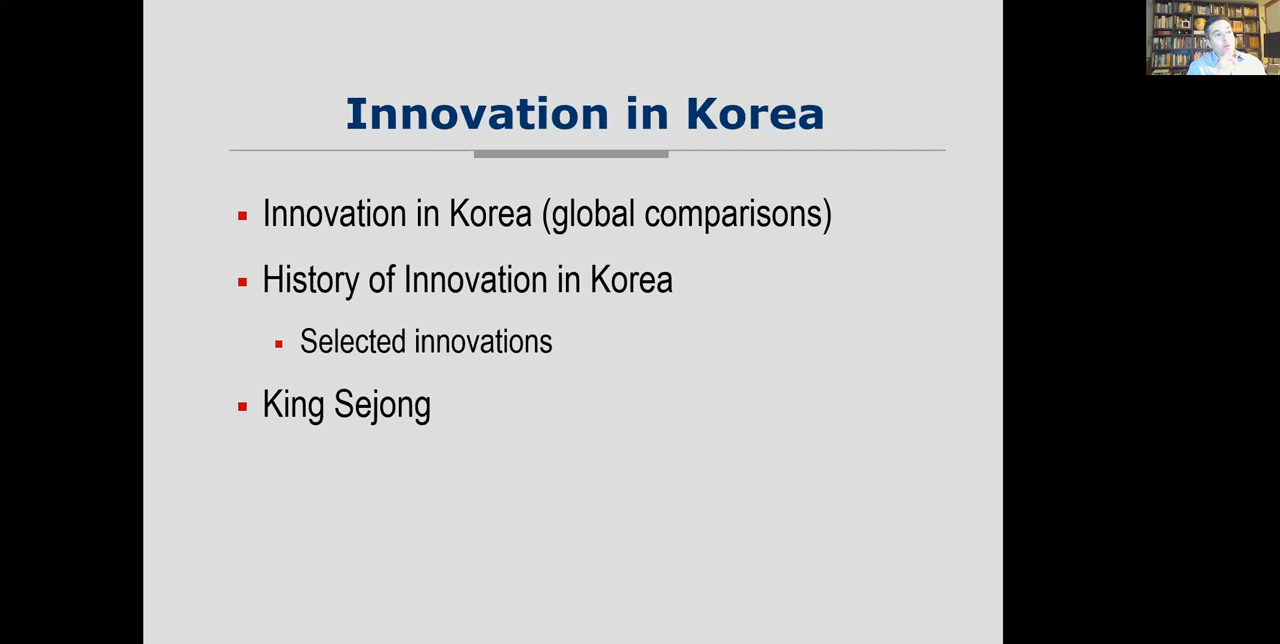 Innovation in Korea
Innovation in Korea (global comparisons)
History of Innovation in Korea
Selected innovations
King Sejong